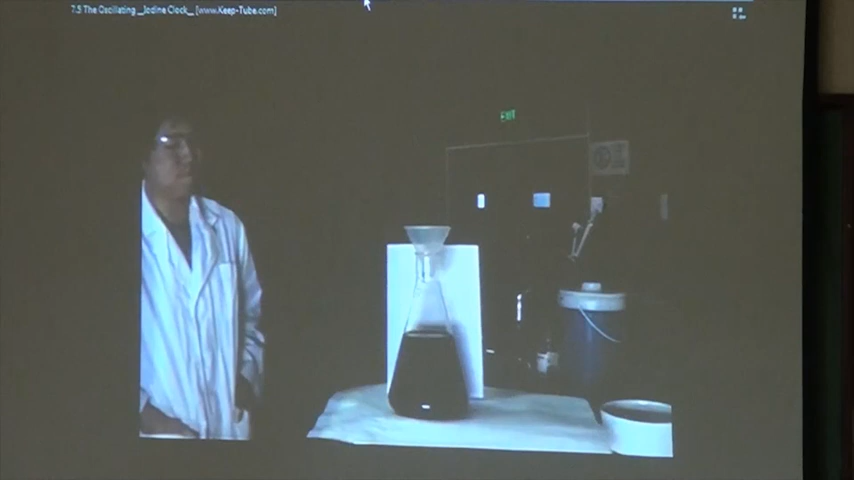 7.5 The Oscillating _Iodine Clock_ [www.Keep-Tube.com]
EXIT